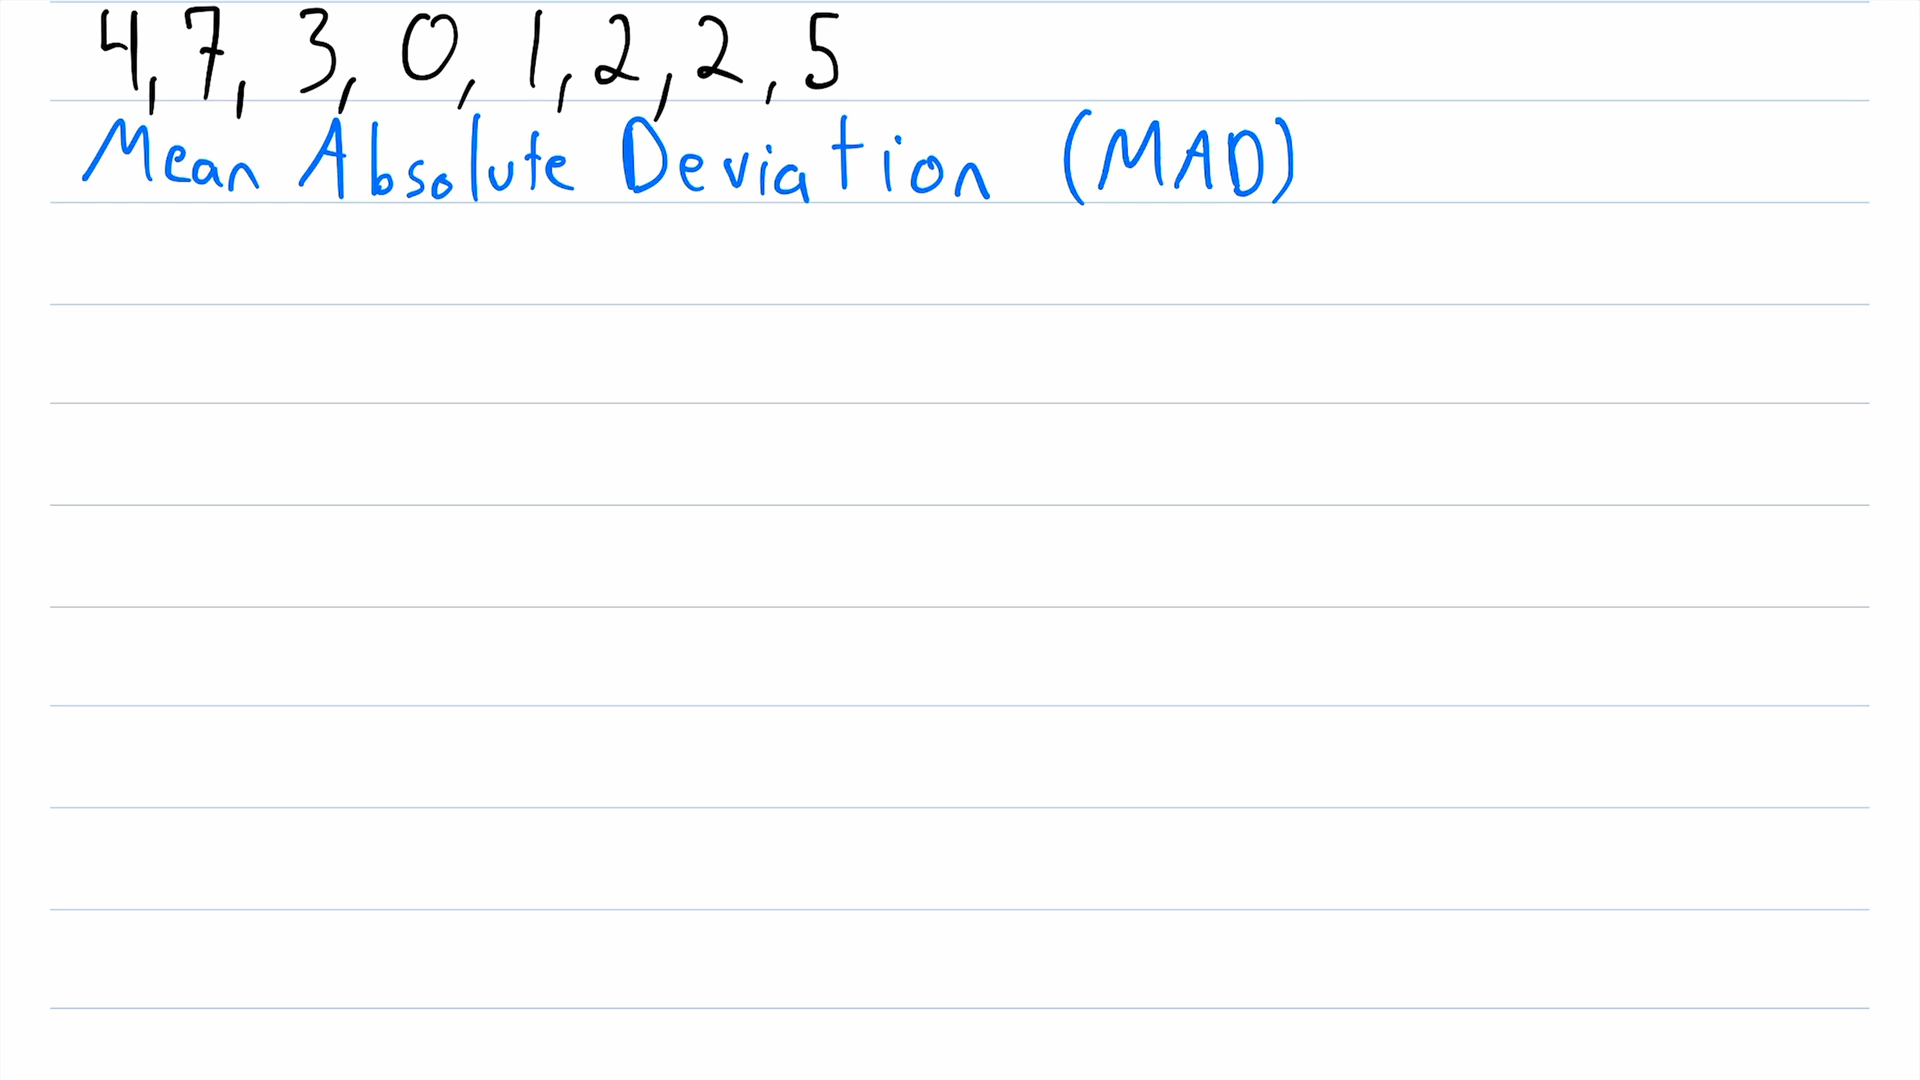 4, 7, 3, 0, 1, 2, 2, 5
Mean Absolute Deviation (MAD)